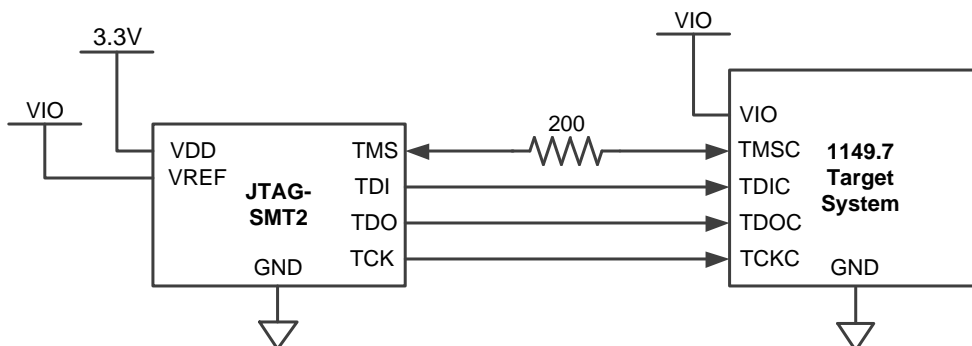 VIO
3.3V
VIO
VIO
VDD
TMS
200
TMSC
1149.7
VREF
TDI
TDIC
Target
JTAG-
System
SMT2
TDO
TDOC
TCK
TCKC
GND
GND